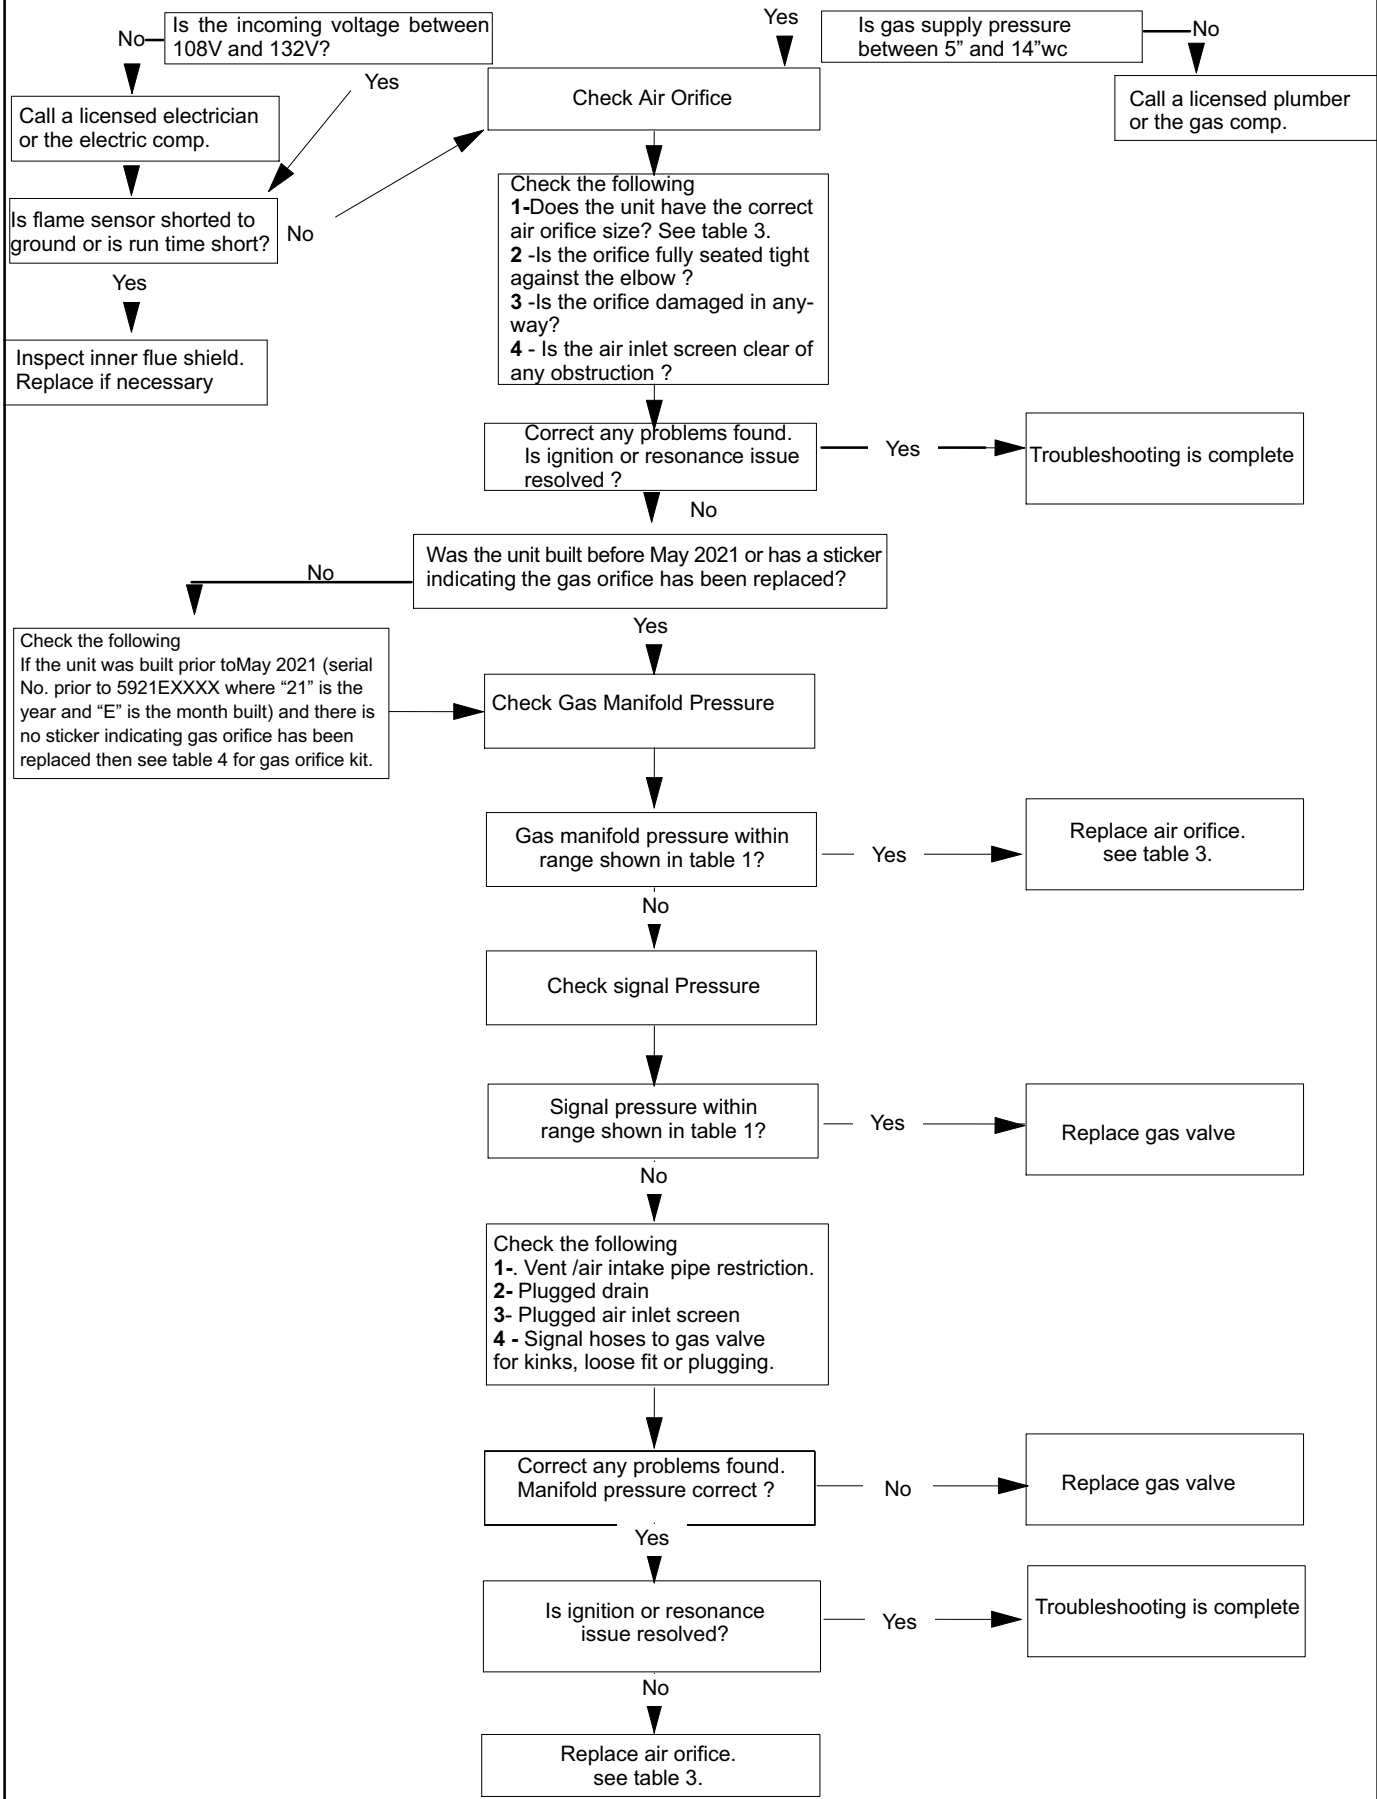 Is the incoming voltage between
108V and 132V?
No
Yes
Call a licensed electrician
or the electric comp.
Is flame sensor shorted to
ground or is run time short?
No
Yes
Inspect inner flue shield.
Replace if necessary
Yes
Is gas supply pressure
between 5” and 14”wc
No
Call a licensed plumber
or the gas comp.
Check Air Orifice
Check the following
1-Does the unit have the correct
air orifice size? See table 3.
2 -Is the orifice fully seated tight
against the elbow ?
3 -Is the orifice damaged in any-
way?
4 - Is the air inlet screen clear of
any obstruction ?
Correct any problems found.
Is ignition or resonance issue
resolved ?
Yes
Troubleshooting is complete
No
Was the unit built before May 2021 or has a sticker
indicating the gas orifice has been replaced?
No
Yes
Check the following
If the unit was built prior toMay 2021 (serial
No. prior to 5921EXXXX where “21” is the
year and “E” is the month built) and there is
no sticker indicating gas orifice has been
replaced then see table 4 for gas orifice kit.
Check Gas Manifold Pressure
Gas manifold pressure within
range shown in table 1?
Yes
Replace air orifice.
see table 3.
No
Check signal Pressure
Signal pressure within
range shown in table 1?
Yes
Replace gas valve
No
Check the following
1-. Vent /air intake pipe restriction.
2- Plugged drain
3- Plugged air inlet screen
4 - Signal hoses to gas valve
for kinks, loose fit or plugging.
Correct any problems found.
Manifold pressure correct ?
No
Replace gas valve
Yes
Is ignition or resonance
issue resolved?
Yes
Troubleshooting is complete
No
Replace air orifice.
see table 3.